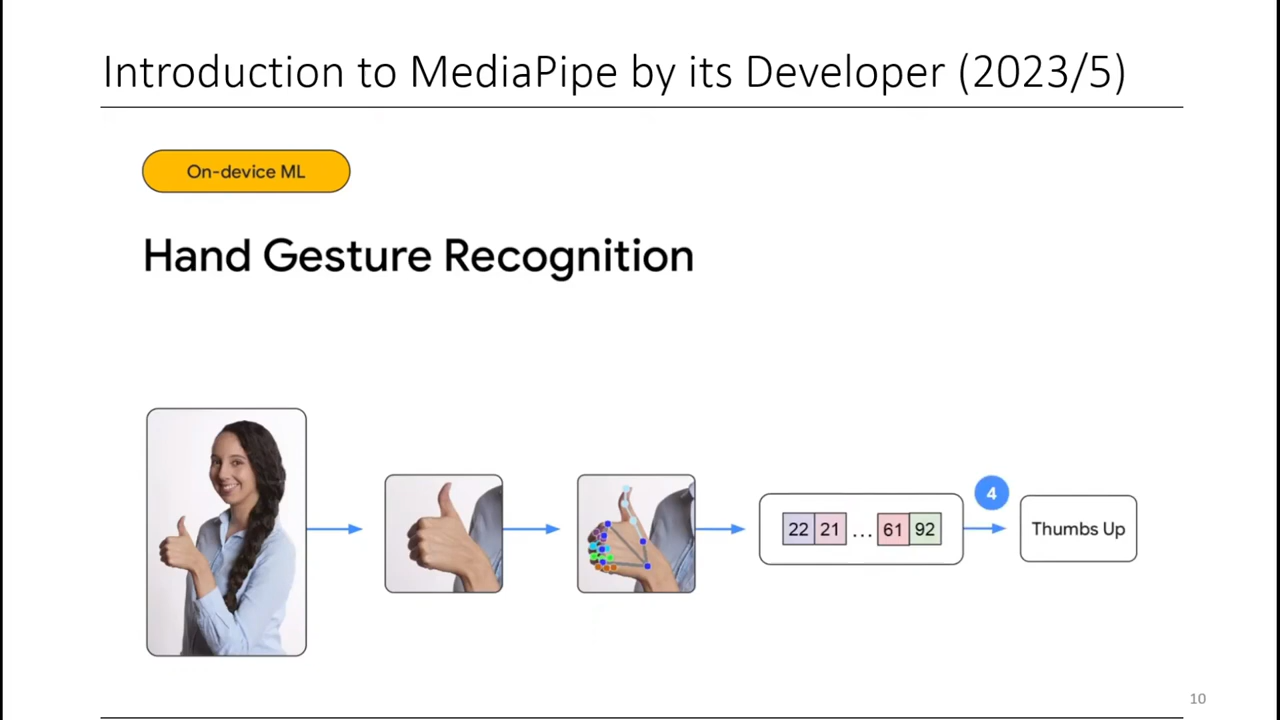 Introduction to MediaPipe by its Developer (2023/5)
On-device ML
Hand Gesture Recognition
22 21 ... 61 92
4
Thumbs Up
10